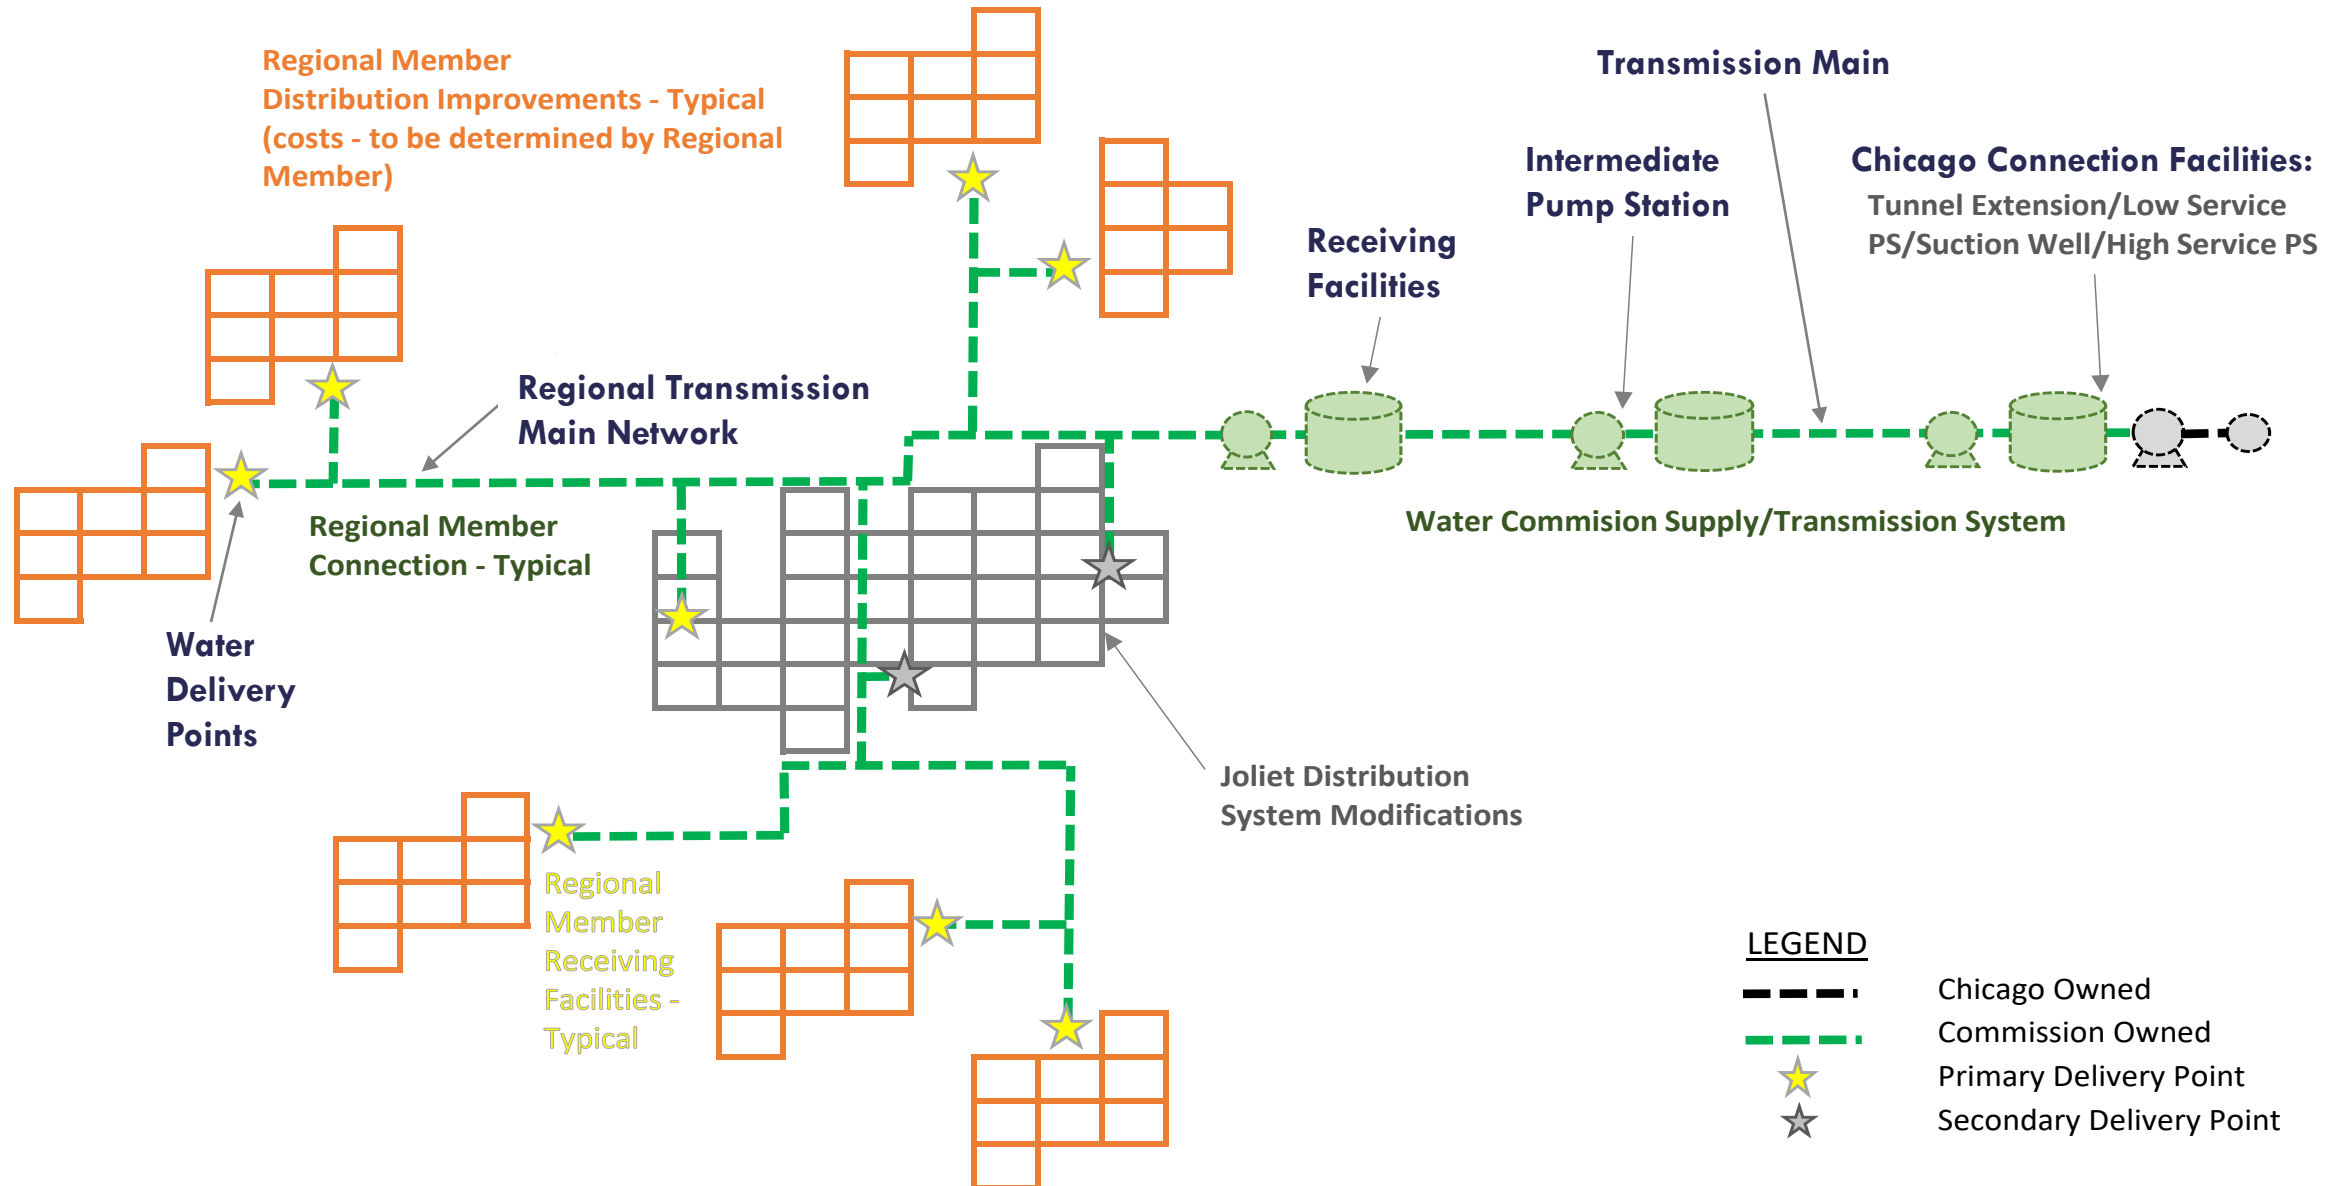 Regional Member
Distribution Improvements - Typical
(costs - to be determined by Regional
Member)
Transmission Main
Intermediate
Pump Station
Chicago Connection Facilities:
Tunnel Extension/Low Service
PS/Suction Well/High Service PS
Receiving
Facilities
Regional Transmission
Main Network
Regional Member
Connection - Typical
Water Commision Supply/Transmission System
Water
Delivery
Points
Joliet Distribution
System Modifications
Regional
Member
Receiving
Facilities -
Typical
LEGEND
Chicago Owned
Commission Owned
Primary Delivery Point
Secondary Delivery Point